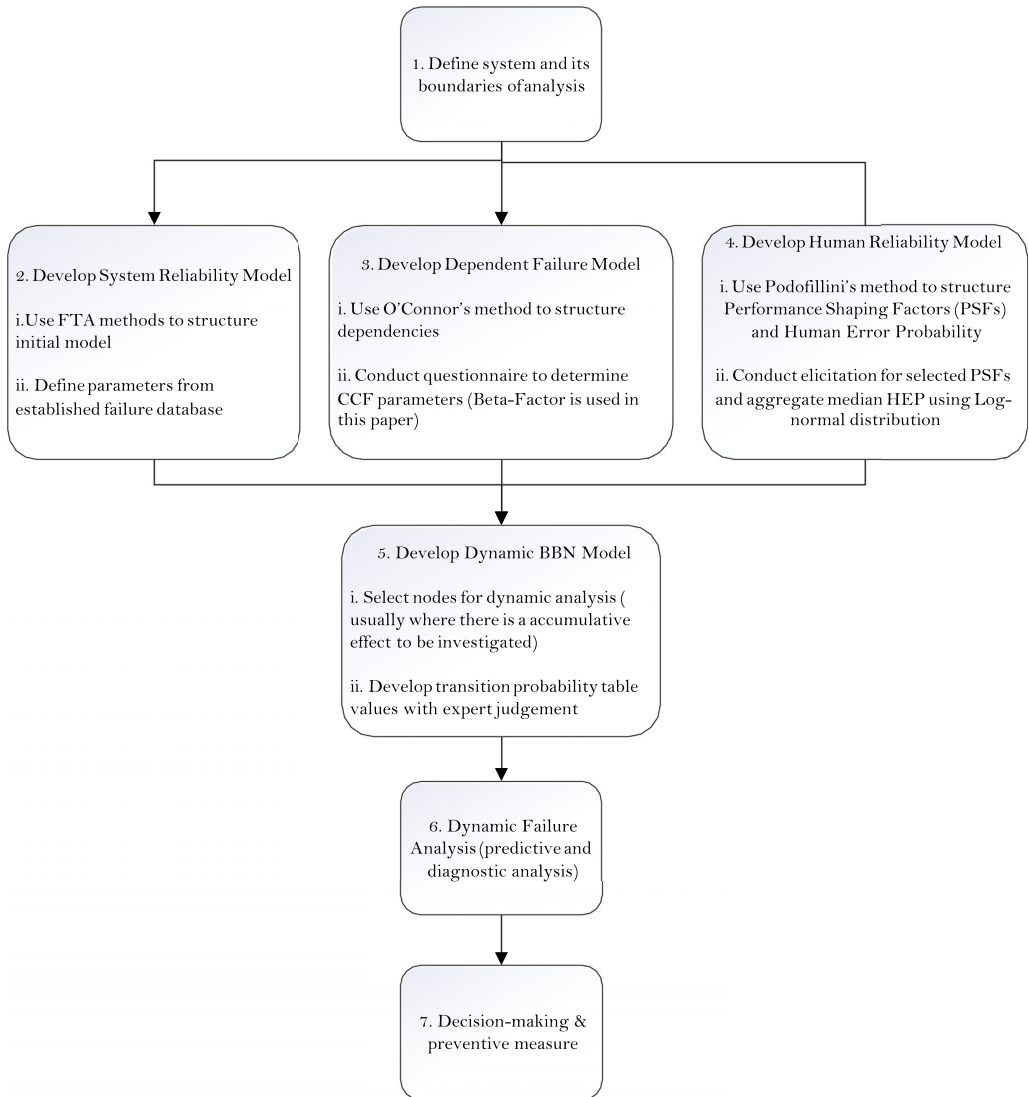 1. Define system and its
boundaries of analysis
2. Develop System Reliability Model
i.Use FTA methods to structure
initial model
ii. Define parameters from
established failure database
3. Develop Dependent Failure Model
i. Use O'Connor's method to structure
dependencies
ii. Conduct questionnaire to determine
CCF parameters (Beta-Factor is used in
this paper)
4. Develop Human Reliability Model
i. Use Podofillini's method to structure
Performance Shaping Factors (PSFs)
and Human Error Probability
ii. Conduct elicitation for selected PSFs
and aggregate median HEP using Log-
normal distribution
5. Develop Dynamic BBN Model
i. Select nodes for dynamic analysis (
usually where there is a accumulative
effect to be investigated)
ii. Develop transition probability table
values with expert judgement
6. Dynamic Failure
Analysis (predictive and
diagnostic analysis)
7. Decision-making &
preventive measure